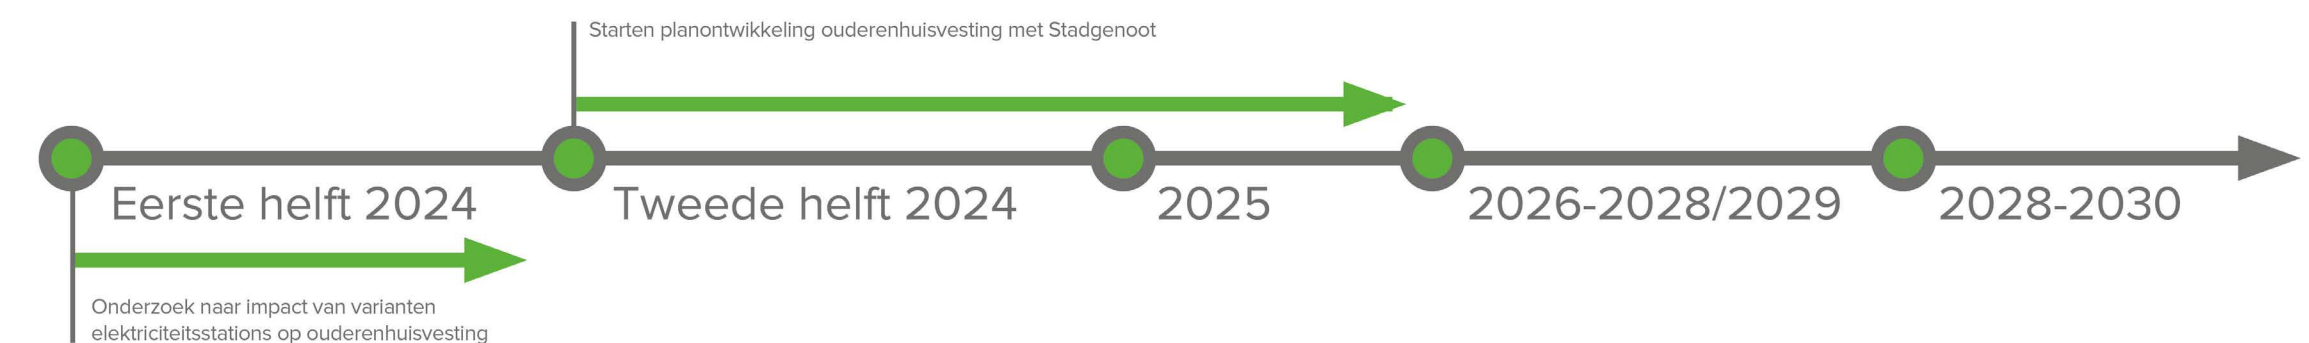 Starten planontwikkeling ouderenhuisvesting met Stadgenoot
Eerste helft 2024
Tweede helft 2024
2025
2026-2028/2029
2028-2030
Onderzoek naar impact van varianten
elektriciteitsstations op ouderenhuisvesting